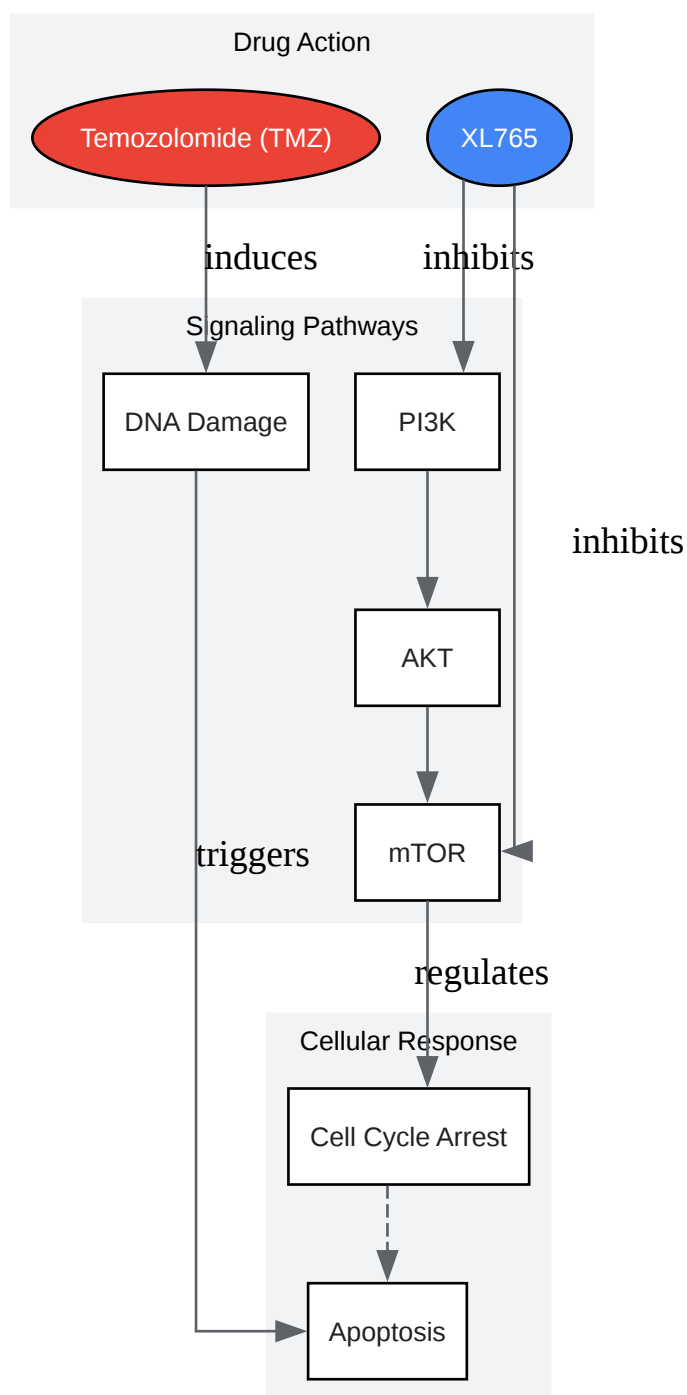 Drug Action
Temozolomide (TMZ)
XL765
induces
inhibits
Signaling Pathways
DNA Damage
PI3K
inhibits
AKT
triggers
mTOR
regulates
Cellular Response
Cell Cycle Arrest
Apoptosis